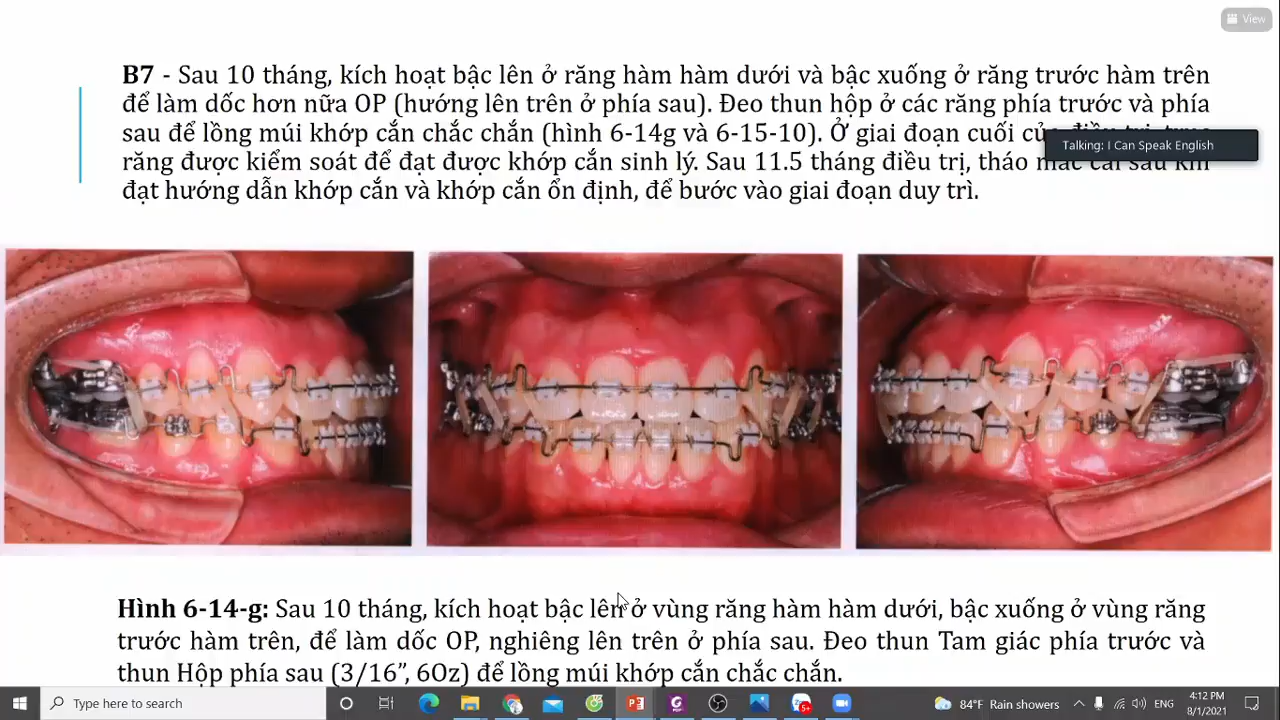 View
B7 - Sau 10 tháng, kích hoạt bậc lên ở răng hàm hàm dưới và bậc xuống ở răng trước hàm trên
để làm dốc hơn nữa OP (hướng lên trên ở phía sau). Đeo thun hộp ở các răng phía trước và phía
sau để lồng múi khớp cắn chắc chắn (hình 6-14g và 6-15-10). Ở giai đoạn cuối
Talking: I Can Speak English
răng được kiểm soát để đạt được khớp cắn sinh lý. Sau 11.5 tháng điều trị, tháo mắc cài sau khi
đạt hướng dẫn khớp cắn và khớp cắn ổn định, để bước vào giai đoạn duy trì.
Hình 6-14-g: Sau 10 tháng, kích hoạt bậc lên ở vùng răng hàm hàm dưới, bậc xuống ở vùng răng
trước hàm trên, để làm dốc OP, nghiêng lên trên ở phía sau. Đeo thun Tam giác phía trước và
thun Hộp phía sau (3/16”, 6Oz) để lồng múi khớp cắn chắc chắn.
Type here to search
84°F Rain showers
ENG
4:12 PM
8/1/2021